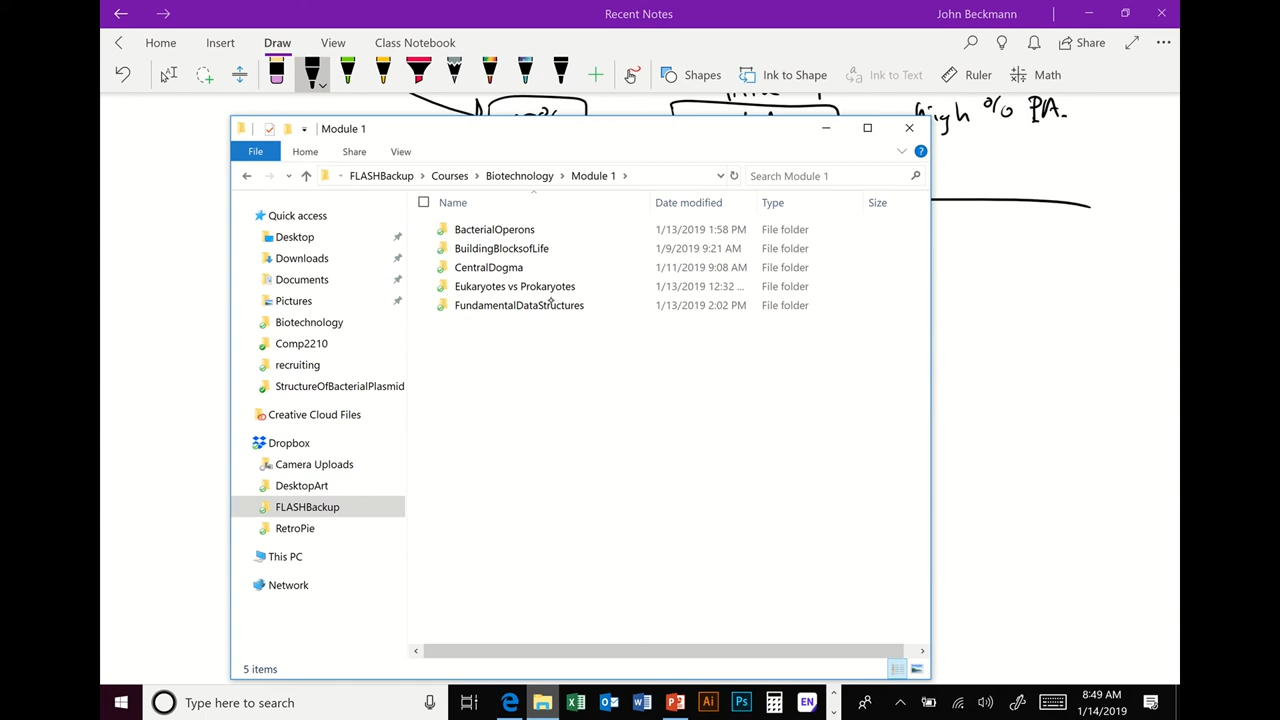 Recent Notes
John Beckmann
Home
Insert
Draw
View
Class Notebook
Share
Shapes
Ink to Shape
Ink to Text
Ruler
Math
high % PA.
Module 1
File
Home
Share
View
FLASHBackup
Courses
Biotechnology
Module 1
Search Module 1
Name
Date modified
Type
Size
Quick access
Desktop
Downloads
Documents
Pictures
Biotechnology
Comp2210
recruiting
StructureOfBacterialPlasmid
Creative Cloud Files
Dropbox
Camera Uploads
DesktopArt
FLASHBackup
RetroPie
This PC
Network
BacterialOperons 1/13/2019 1:58 PM File folder
BuildingBlocksofLife 1/9/2019 9:21 AM File folder
CentralDogma 1/11/2019 9:08 AM File folder
Eukaryotes vs Prokaryotes 1/13/2019 12:32 ... File folder
FundamentalDataStructures 1/13/2019 2:02 PM File folder
5 items
Type here to search
EN
8:49 AM
1/14/2019